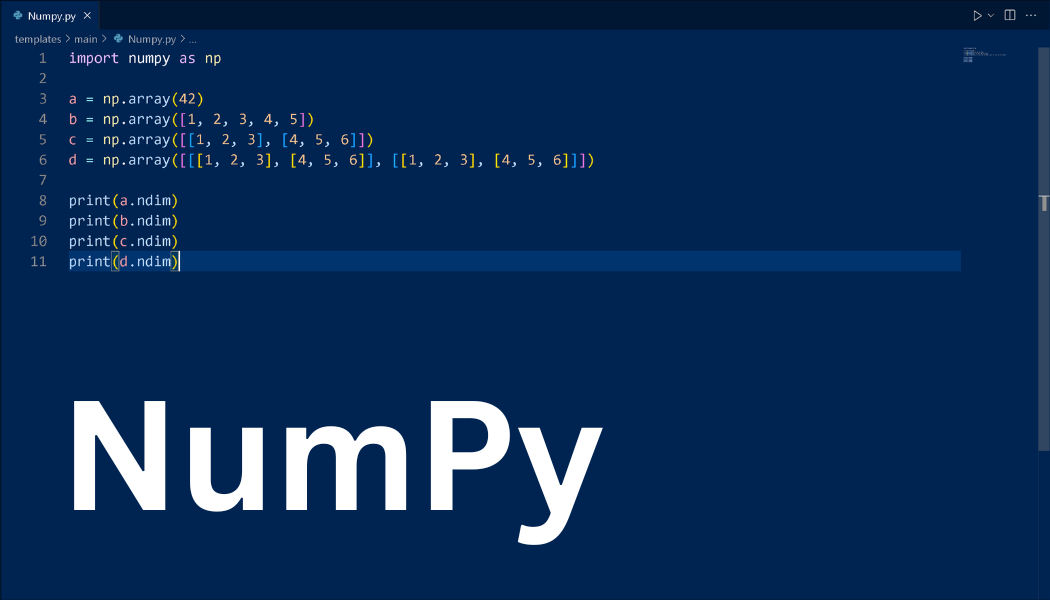 Numpy.py
templates > main > Numpy.py > ...
1 import numpy as np
2
3 a = np.array(42)
4 b = np.array([1, 2, 3, 4, 5])
5 c = np.array([[1, 2, 3], [4, 5, 6]])
6 d = np.array([[[1, 2, 3], [4, 5, 6]], [[1, 2, 3], [4, 5, 6]]])
7
8 print(a.ndim)
9 print(b.ndim)
10 print(c.ndim)
11 print(d.ndim)
T
NumPy